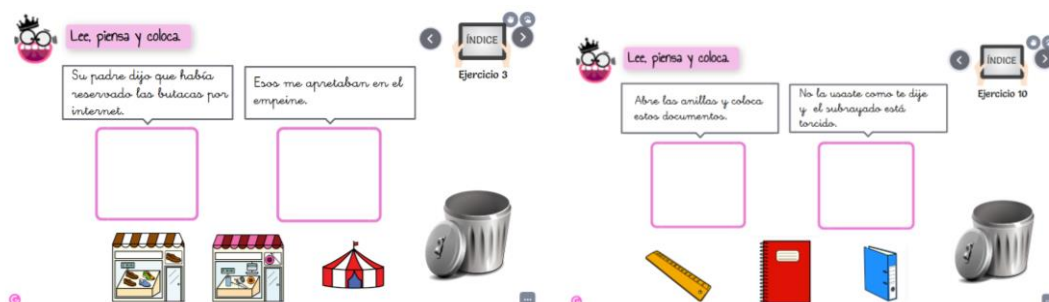 Lee, piensa y coloca.
ÍNDICE
Ejercicio 3
Su padre dijo que había
reservado las butacas por
internet.
Esos me apretaban en el
empeine.
Lee, piensa y coloca.
ÍNDICE
Ejercicio 10
Abre las anillas y coloca
estos documentos.
No la usaste como te dije
y el subrayado está
torcido.